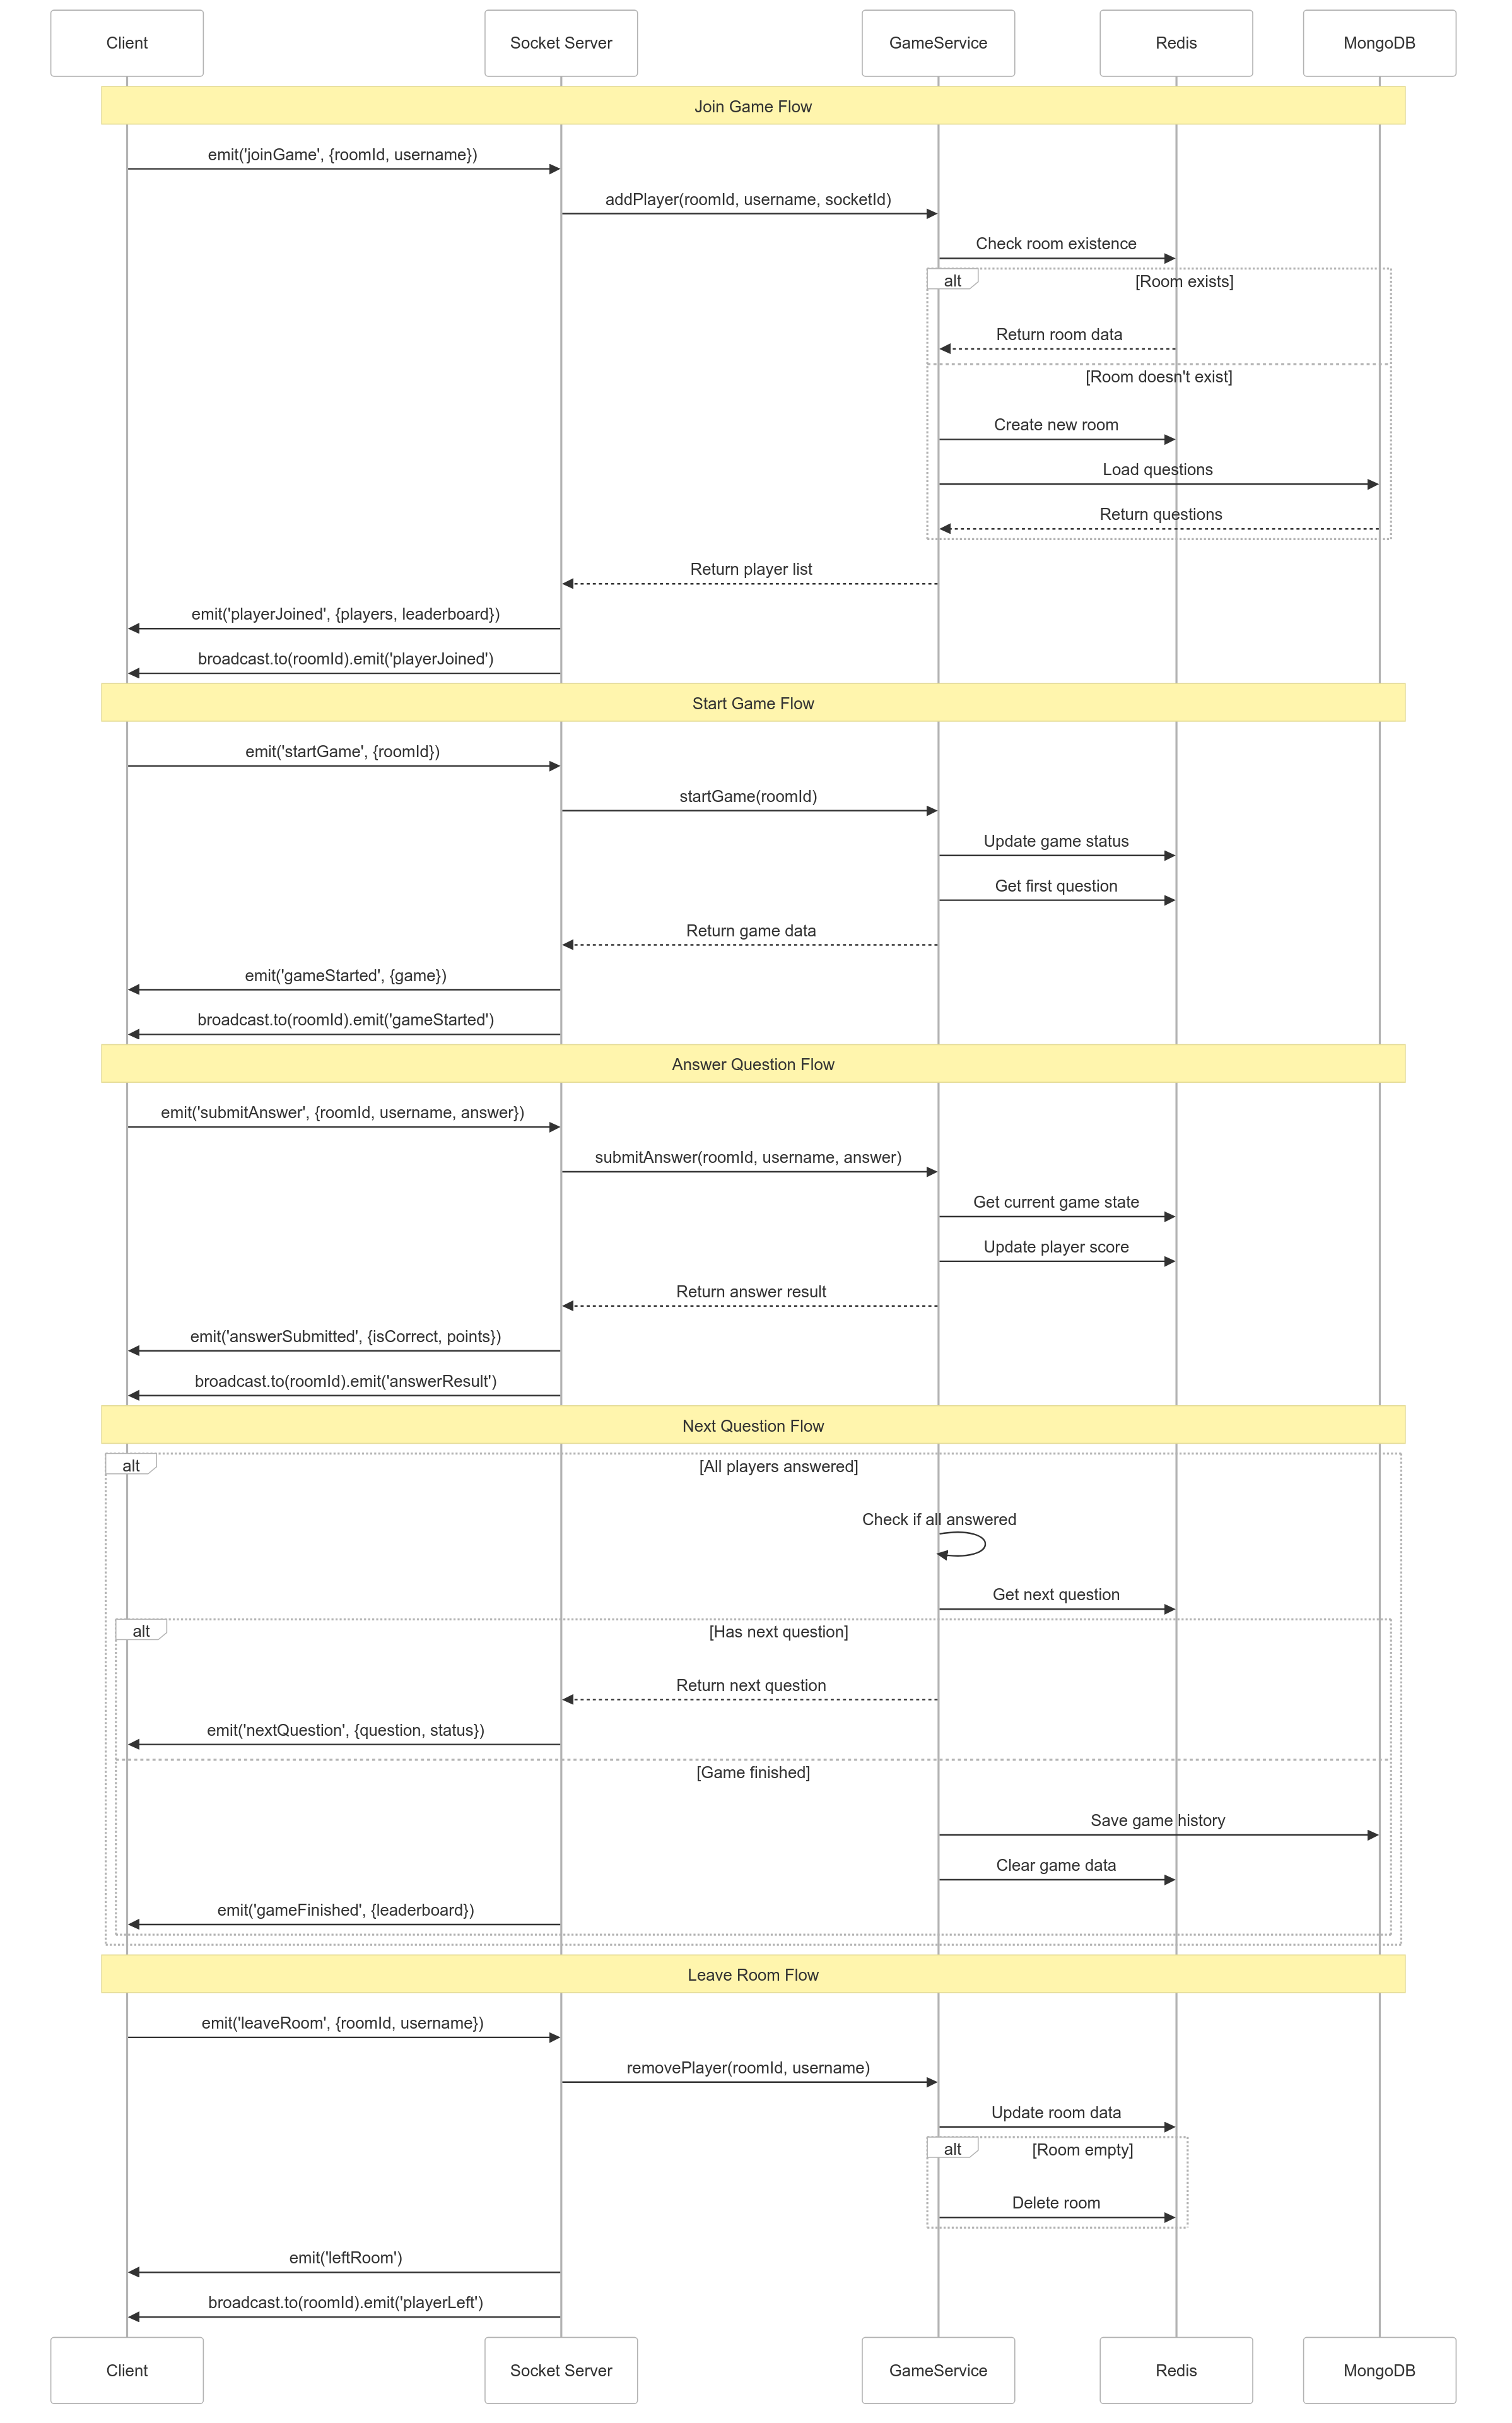 Client
Socket Server
GameService
Redis
MongoDB
Join Game Flow
emit('joinGame', {roomId, username})
addPlayer(roomId, username, socketId)
Check room existence
alt
[Room exists]
Return room data
[Room doesn't exist]
Create new room
Load questions
Return questions
Return player list
emit('playerJoined', {players, leaderboard})
broadcast.to(roomId).emit('playerJoined')
Start Game Flow
emit('startGame', {roomId})
startGame(roomId)
Update game status
Get first question
Return game data
emit('gameStarted', {game})
broadcast.to(roomId).emit('gameStarted')
Answer Question Flow
emit('submitAnswer', {roomId, username, answer})
submitAnswer(roomId, username, answer)
Get current game state
Update player score
Return answer result
emit('answerSubmitted', {isCorrect, points})
broadcast.to(roomId).emit('answerResult')
Next Question Flow
alt
[All players answered]
Check if all answered
Get next question
alt
[Has next question]
Return next question
emit('nextQuestion', {question, status})
[Game finished]
Save game history
Clear game data
emit('gameFinished', {leaderboard})
Leave Room Flow
emit('leaveRoom', {roomId, username})
removePlayer(roomId, username)
Update room data
alt
[Room empty]
Delete room
emit('leftRoom')
broadcast.to(roomId).emit('playerLeft')
Client
Socket Server
GameService
Redis
MongoDB